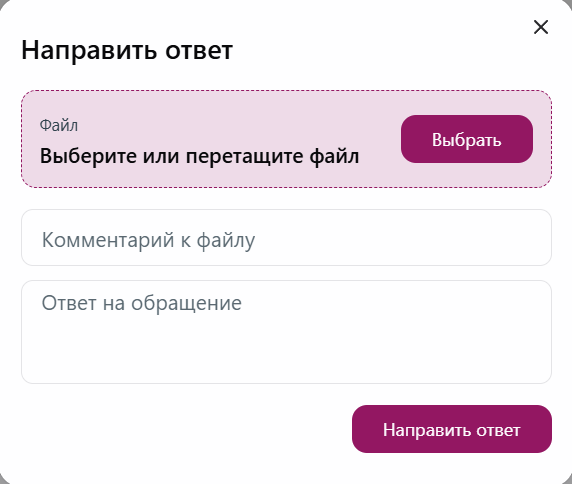 Направить ответ
Файл
Выберите или перетащите файл
Выбрать
Комментарий к файлу
Ответ на обращение
Направить ответ